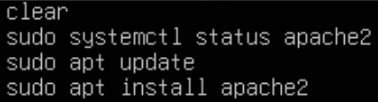 clear
sudo systemctl status apache2
sudo apt update
sudo apt install apache2